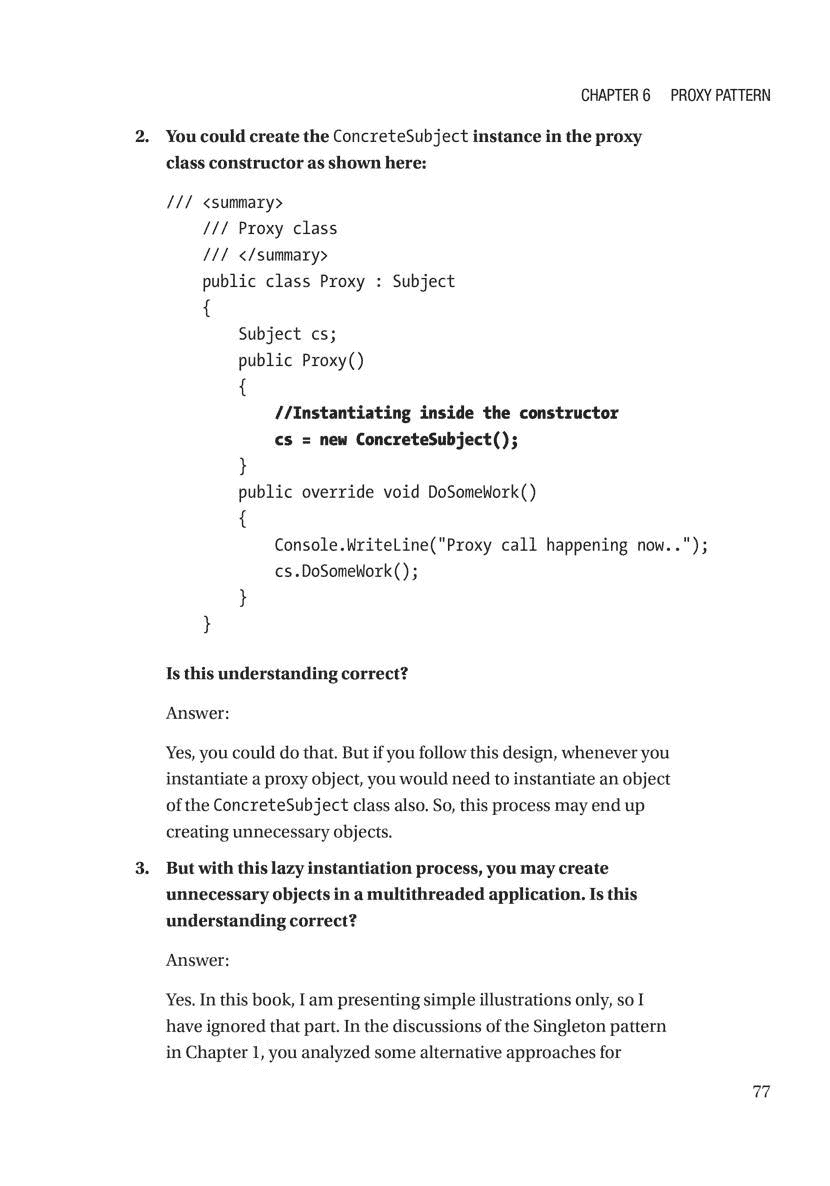 CHAPTER 6 PROXY PATTERN
2. You could create the ConcreteSubject instance in the proxy
class constructor as shown here:
/// <summary>
/// Proxy class
/// </summary>
public class Proxy : Subject
{
Subject cs;
public Proxy()
{
//Instantiating inside the constructor
cs = new ConcreteSubject();
}
public override void DoSomeWork()
{
Console.WriteLine("Proxy call happening now..");
cs.DoSomeWork();
}
}
Is this understanding correct?
Answer:
Yes, you could do that. But if you follow this design, whenever you
instantiate a proxy object, you would need to instantiate an object
of the ConcreteSubject class also. So, this process may end up
creating unnecessary objects.
3. But with this lazy instantiation process, you may create
unnecessary objects in a multithreaded application. Is this
understanding correct?
Answer:
Yes. In this book, I am presenting simple illustrations only, so I
have ignored that part. In the discussions of the Singleton pattern
in Chapter 1, you analyzed some alternative approaches for
77